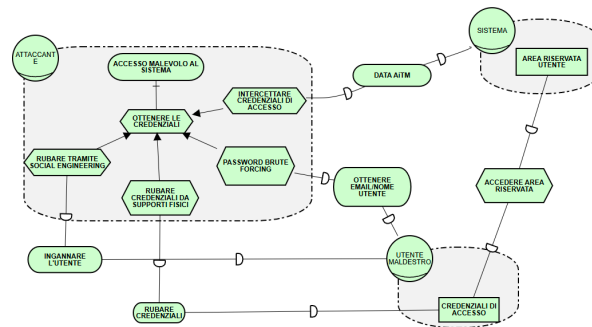 SISTEMA
ATTACCANT
E
ACCESSO MALEVOLO AL
SISTEMA
AREA RISERVATA
UTENTE
DATA AiTM
INTERCETTARE
CREDENZIALI DI
ACCESSO
OTTENERE LE
CREDENZIALI
RUBARE TRAMITE
SOCIAL ENGINEERING
PASSWORD BRUTE
FORCING
RUBARE
CREDENZIALI DA
SUPPORTI FISICI
OTTENERE
EMAIL/NOME
UTENTE
ACCEDERE AREA
RISERVATA
INGANNARE
L'UTENTE
UTENTE
MALDESTRO
RUBARE
CREDENZIALI
CREDENZIALI DI
ACCESSO